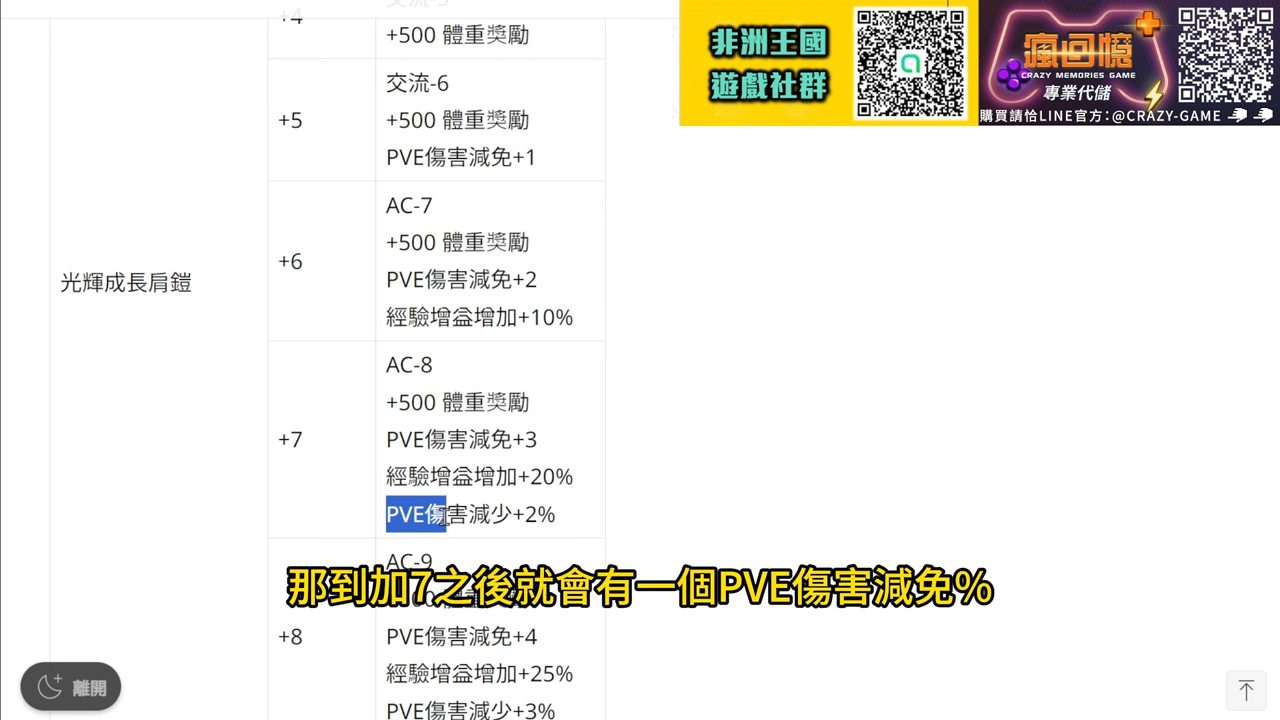 +4
+500 體重獎勵
+5
交流-6
+500 體重獎勵
PVE傷害減免+1
光輝成長肩鎧
+6
AC-7
+500 體重獎勵
PVE傷害減免+2
經驗增益增加+10%
+7
AC-8
+500 體重獎勵
PVE傷害減免+3
經驗增益增加+20%
PVE傷害減少+2%
+8
AC-9
PVE傷害減免+4
經驗增益增加+25%
PVE傷害減少+3%
那到加7之後就會有一個PVE傷害減免%
離開
非洲王國
遊戲社群
瘋回憶
CRAZY MEMORIES GAME
專業代儲
購買請恰LINE官方:@CRAZY-GAME